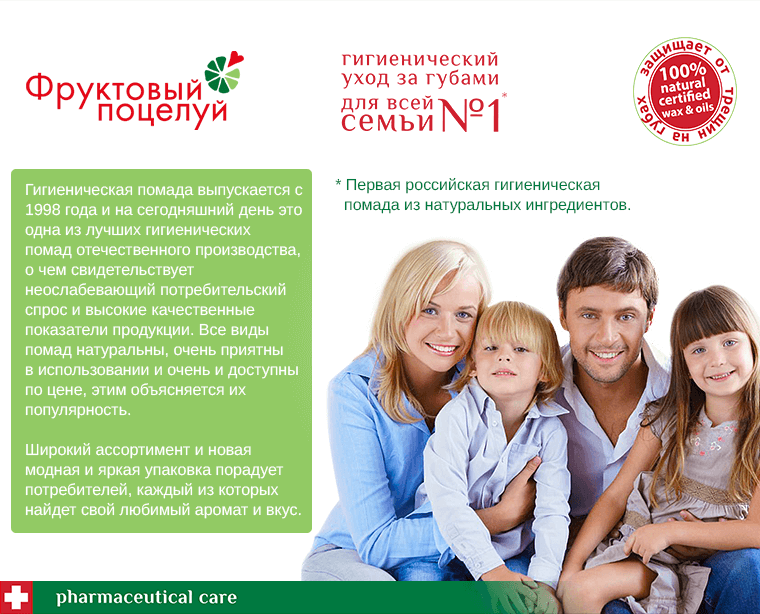 Фруктовый
поцелуй
гигиенический
уход за губами
для всей
семьи №1*
защищает от трещин на губах
100%
natural
certified
wax & oils
Гигиеническая помада выпускается с
1998 года и на сегодняшний день это
одна из лучших гигиенических
помад отечественного производства,
о чем свидетельствует
неослабевающий потребительский
спрос и высокие качественные
показатели продукции. Все виды
помад натуральны, очень приятны
в использовании и очень и доступны
по цене, этим объясняется их
популярность.
Широкий ассортимент и новая
модная и яркая упаковка порадует
потребителей, каждый из которых
найдет свой любимый аромат и вкус.
* Первая российская гигиеническая
помада из натуральных ингредиентов.
pharmaceutical care